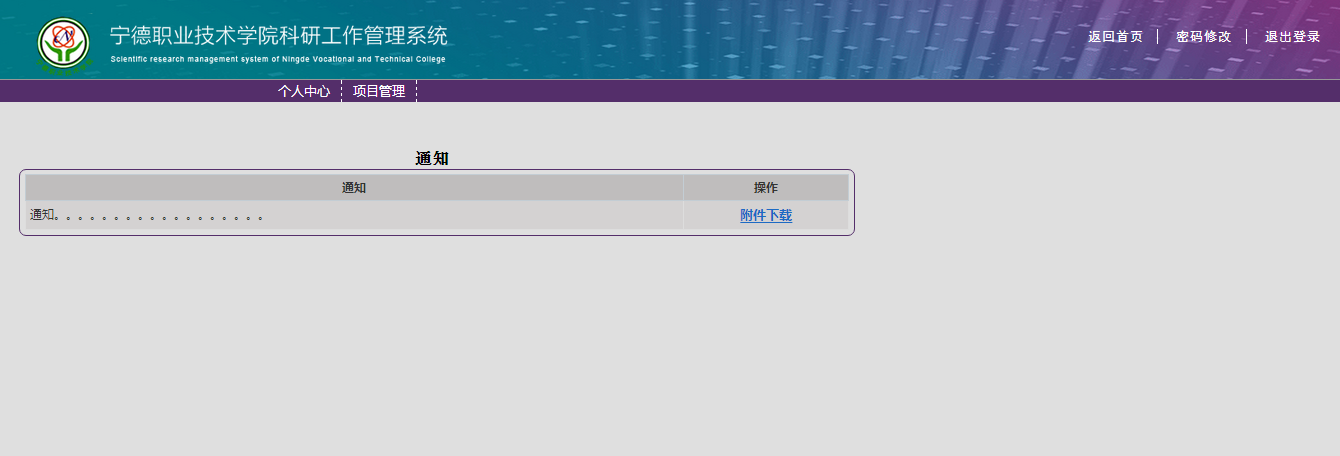 宁德职业技术学院科研工作管理系统
Scientific research management system of Ningde Vocational and Technical College
返回首页 密码修改 退出登录
个人中心 项目管理
通知
通知 操作
通知。。。。。。。。。。。。。。。。。。 附件下载